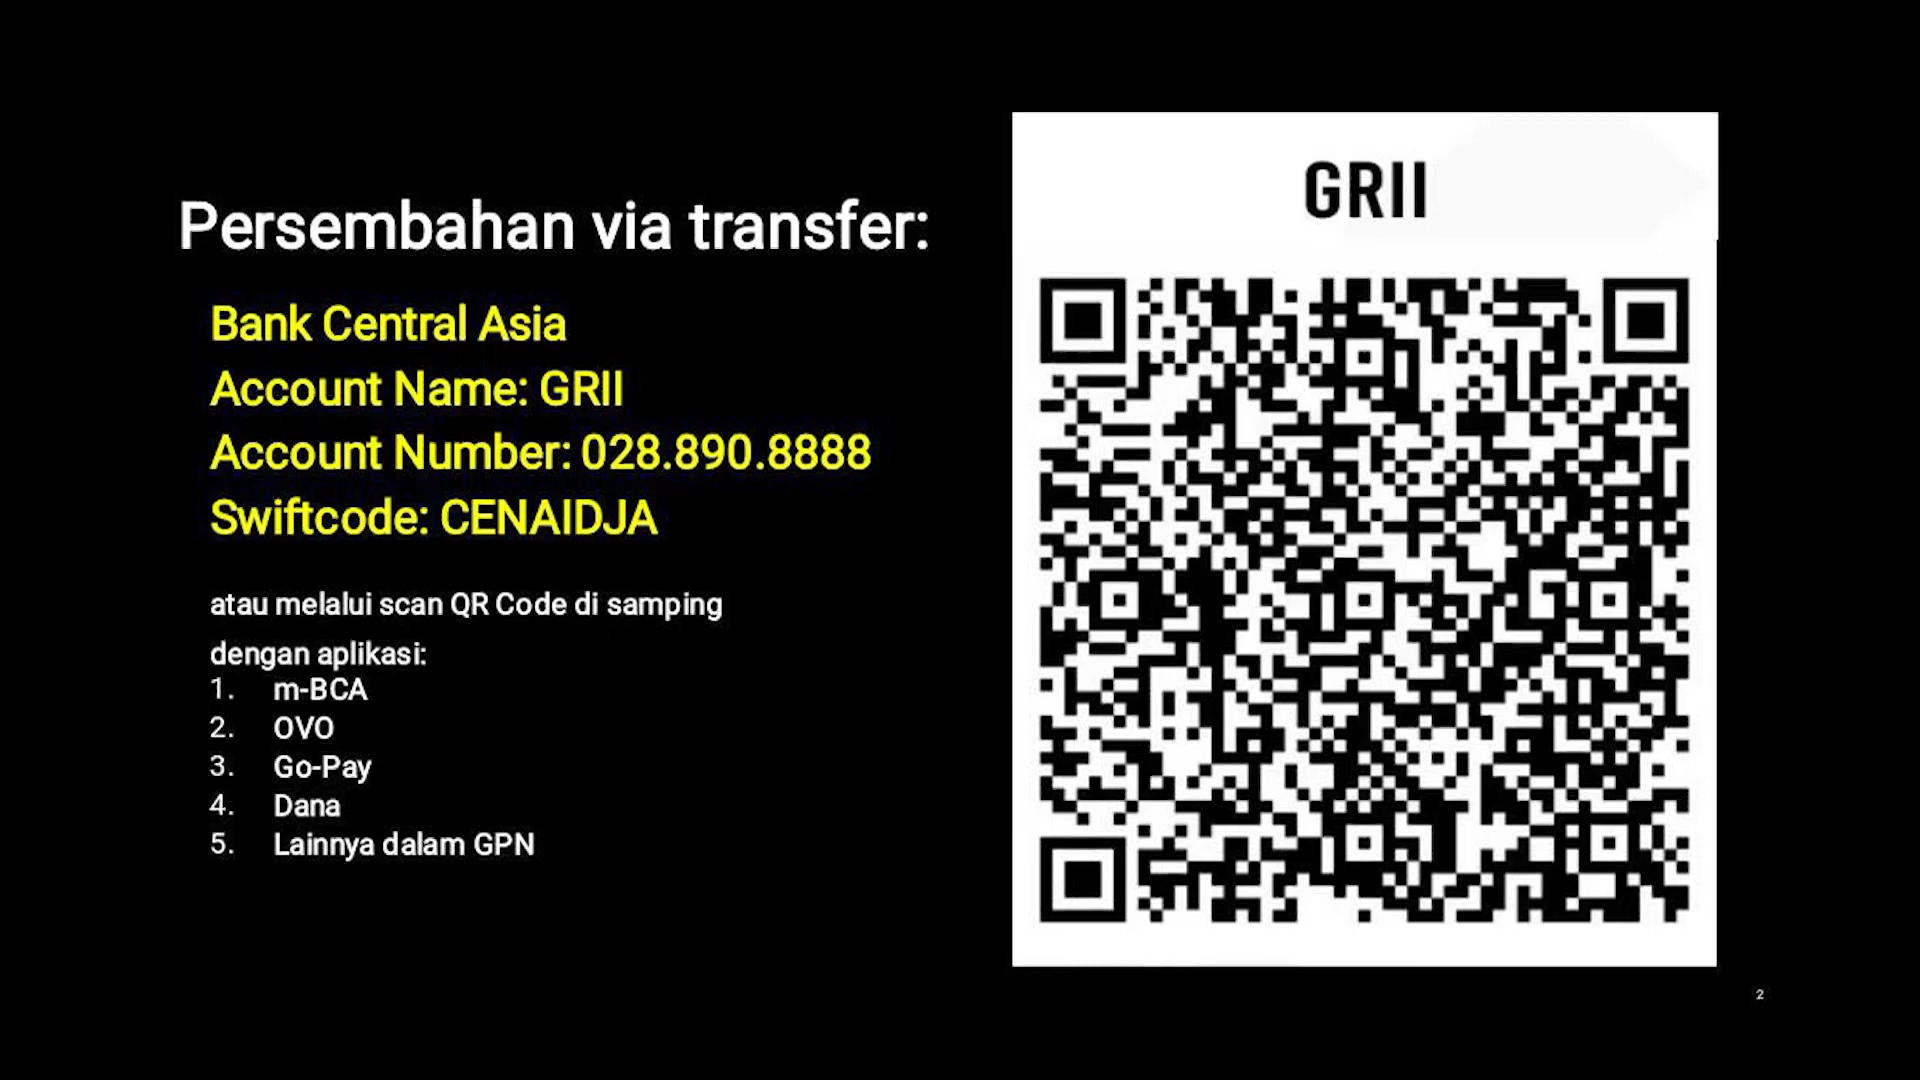 Persembahan via transfer:
Bank Central Asia
Account Name: GRII
Account Number: 028.890.8888
Swiftcode: CENAIDJA
atau melalui scan QR Code di samping
dengan aplikasi:
1. m-BCA
2. OVO
3. Go-Pay
4. Dana
5. Lainnya dalam GPN
GRII
2